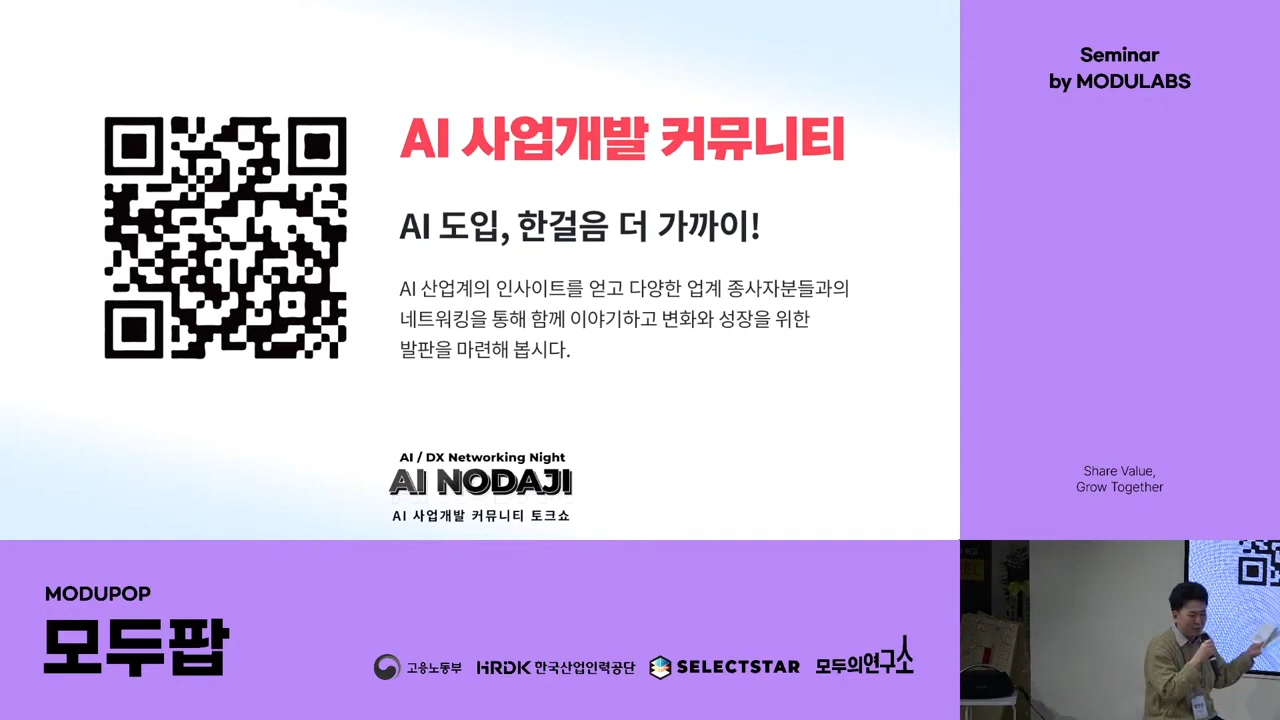 AI 사업개발 커뮤니티
AI 도입, 한걸음 더 가까이!
AI 산업계의 인사이트를 얻고 다양한 업계 종사자분들과의
네트워킹을 통해 함께 이야기하고 변화와 성장을 위한
발판을 마련해 봅시다.
AI / DX Networking Night
AI NODAJI
AI 사업개발 커뮤니티 토크쇼
Seminar
by MODULABS
Share Value,
Grow Together
MODUPOP
모두팝
고용노동부
HRDK 한국산업인력공단
SELECTSTAR
모두의연구소